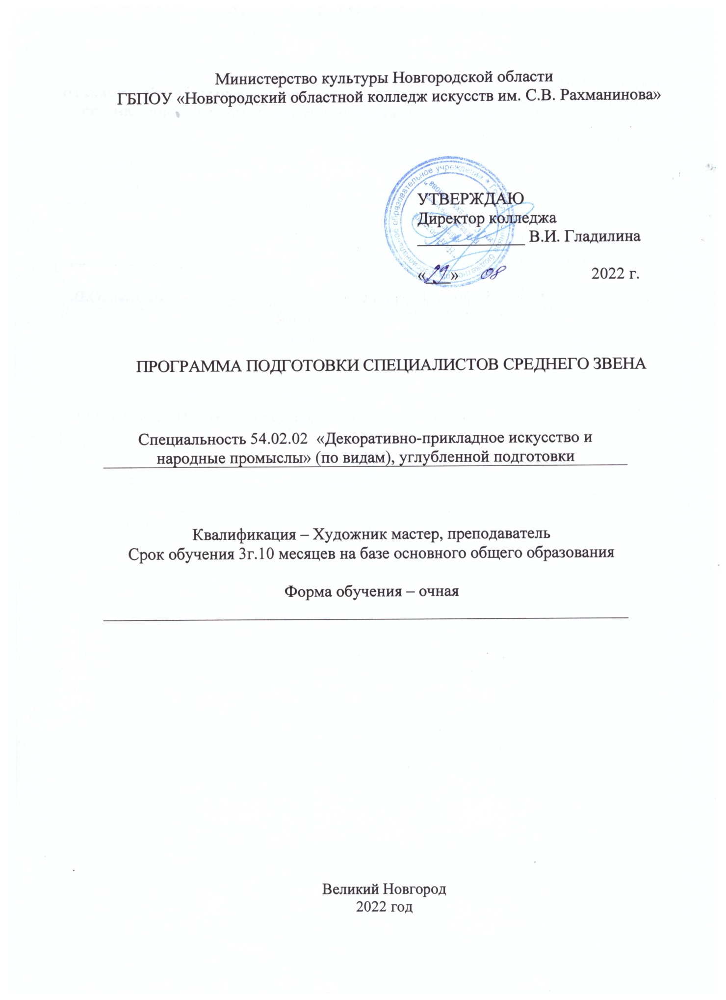 Министерство культуры Новгородской области
ГБПОУ «Новгородский областной колледж искусств им. С.В. Рахманинова»
УТВЕРЖДАЮ
Директор колледжа
______________ В.И. Гладилина
«29» 08 2022 г.
образовательное учреждение
ПРОГРАММА ПОДГОТОВКИ СПЕЦИАЛИСТОВ СРЕДНЕГО ЗВЕНА
Специальность 54.02.02 «Декоративно-прикладное искусство и
народные промыслы» (по видам), углубленной подготовки
Квалификация – Художник мастер, преподаватель
Срок обучения 3г.10 месяцев на базе основного общего образования
Форма обучения – очная
Великий Новгород
2022 год